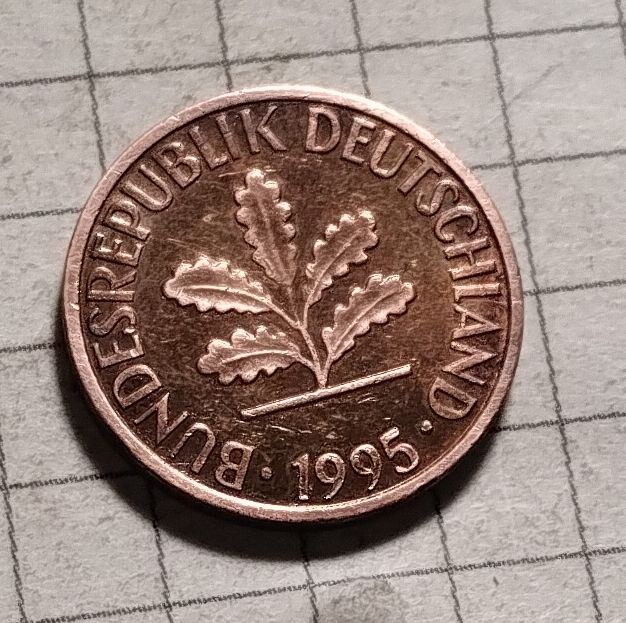 BUNDESREPUBLIK DEUTSCHLAND
· 1995 ·